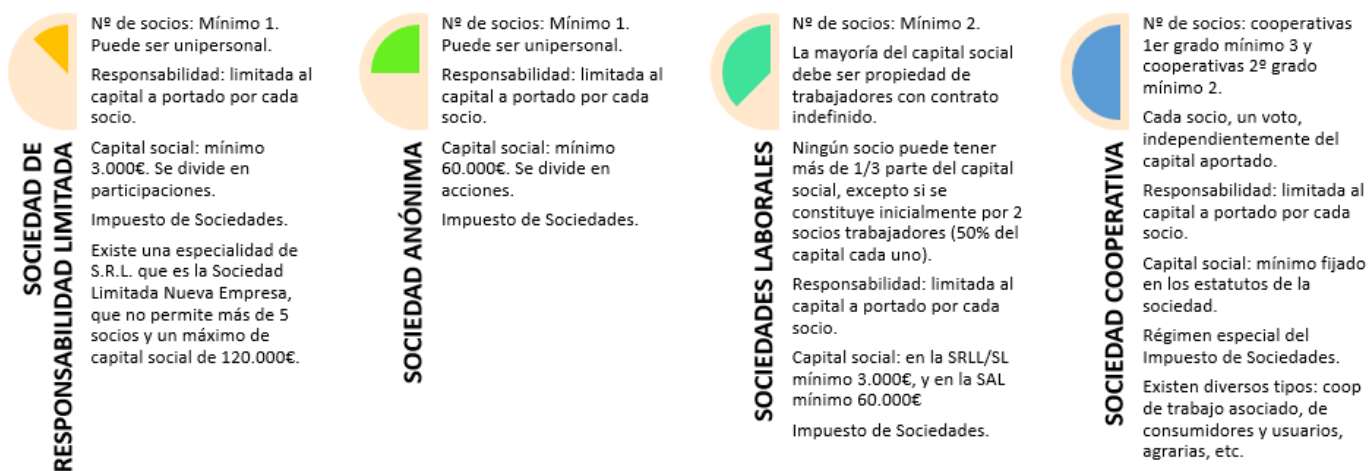 SOCIEDAD DE
RESPONSABILIDAD LIMITADA
Nº de socios: Mínimo 1.
Puede ser unipersonal.
Responsabilidad: limitada al
capital a portado por cada
socio.
Capital social: mínimo
3.000€. Se divide en
participaciones.
Impuesto de Sociedades.
Existe una especialidad de
S.R.L. que es la Sociedad
Limitada Nueva Empresa,
que no permite más de 5
socios y un máximo de
capital social de 120.000€.
SOCIEDAD ANÓNIMA
Nº de socios: Mínimo 1.
Puede ser unipersonal.
Responsabilidad: limitada al
capital a portado por cada
socio.
Capital social: mínimo
60.000€. Se divide en
acciones.
Impuesto de Sociedades.
SOCIEDADES LABORALES
Nº de socios: Mínimo 2.
La mayoría del capital social
debe ser propiedad de
trabajadores con contrato
indefinido.
Ningún socio puede tener
más de 1/3 parte del capital
social, excepto si se
constituye inicialmente por 2
socios trabajadores (50% del
capital cada uno).
Responsabilidad: limitada al
capital a portado por cada
socio.
Capital social: en la SRLL/SL
mínimo 3.000€, y en la SAL
mínimo 60.000€
Impuesto de Sociedades.
SOCIEDAD COOPERATIVA
Nº de socios: cooperativas
1er grado mínimo 3 y
cooperativas 2º grado
mínimo 2.
Cada socio, un voto,
independientemente del
capital aportado.
Responsabilidad: limitada al
capital a portado por cada
socio.
Capital social: mínimo fijado
en los estatutos de la
sociedad.
Régimen especial del
Impuesto de Sociedades.
Existen diversos tipos: coop
de trabajo asociado, de
consumidores y usuarios,
agrarias, etc.